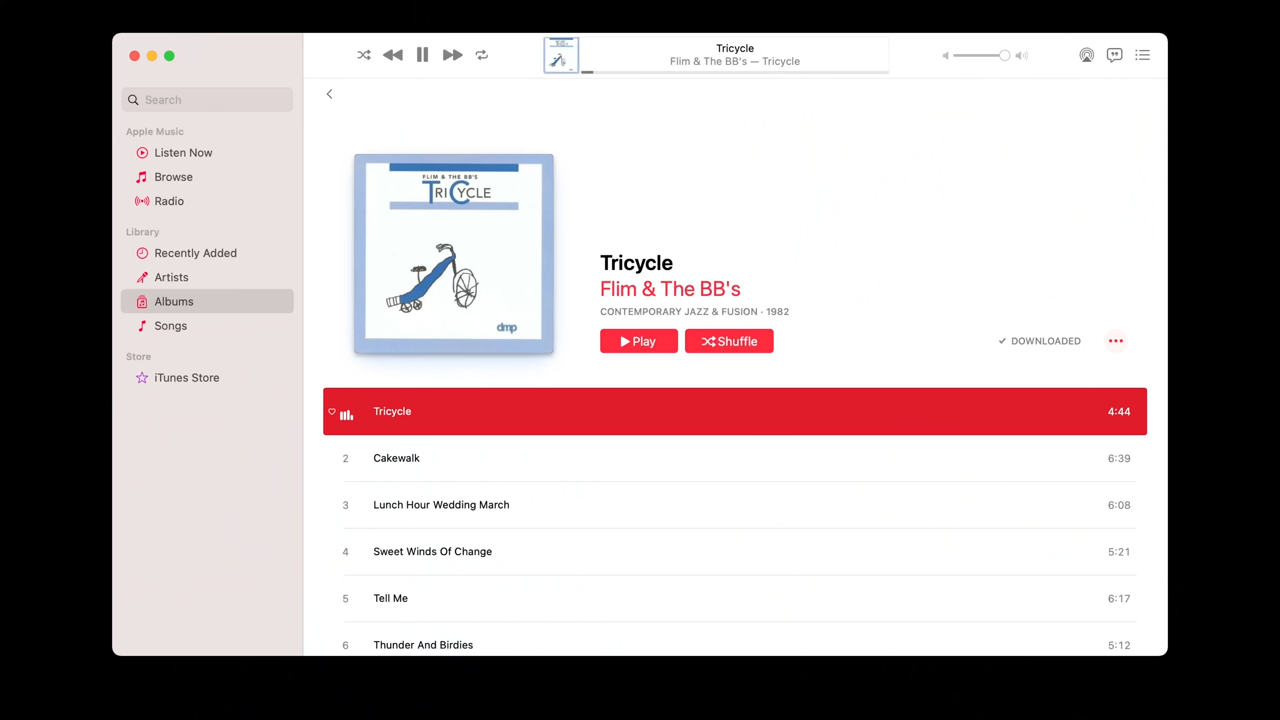 Tricycle
Flim & The BB's — Tricycle
Search
Apple Music
Listen Now
Browse
Radio
Library
Recently Added
Artists
Albums
Songs
Store
iTunes Store
FLIM & THE BB'S
TRICYCLE
dmp
Tricycle
Flim & The BB's
CONTEMPORARY JAZZ & FUSION · 1982
Play Shuffle
DOWNLOADED
Tricycle 4:44
2 Cakewalk 6:39
3 Lunch Hour Wedding March 6:08
4 Sweet Winds Of Change 5:21
5 Tell Me 6:17
6 Thunder And Birdies 5:12